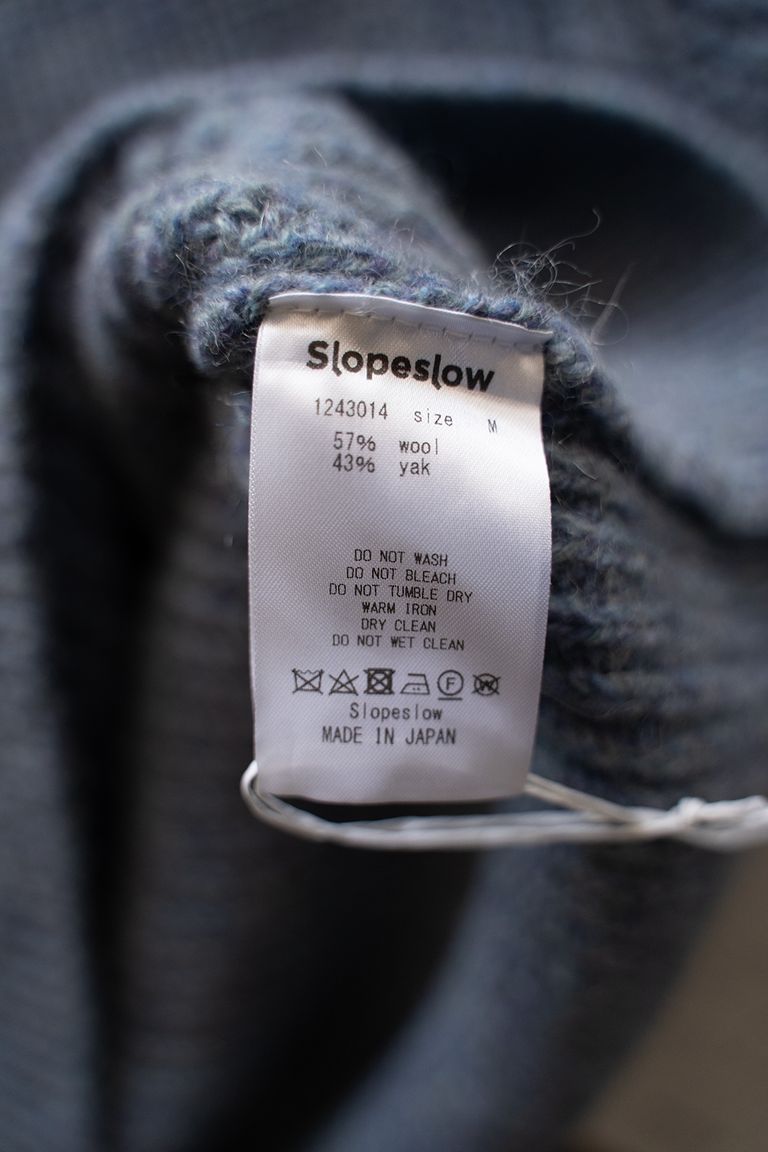 Slopeslow
1243014 size M
57% wool
43% yak
DO NOT WASH
DO NOT BLEACH
DO NOT TUMBLE DRY
WARM IRON
DRY CLEAN
DO NOT WET CLEAN
F W
Slopeslow
MADE IN JAPAN